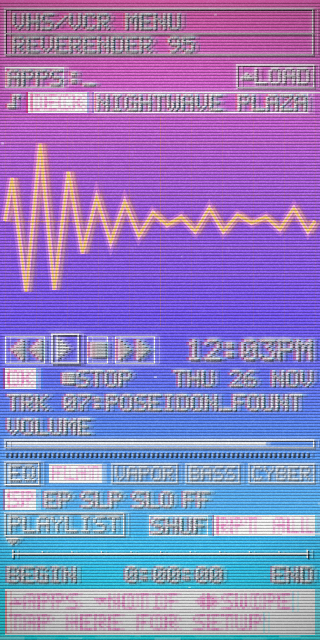 VHS/VCR MENU
REWERENDER 95
APPS:_
LOAD
DECK NIGHTWAVE PLAZA
12:03PM
STOP THU 26 NOV
TRK 07:POSEIDON_FOUNT
VOLUME
EQ FLAT VAPOR BASS CYBER
SP EP SLP SLO FF
PLAYLIST SHUF RPT ALL
BEGIN 0:00:00 END
APPS SWIPE
TAP HERE FOR SETUP